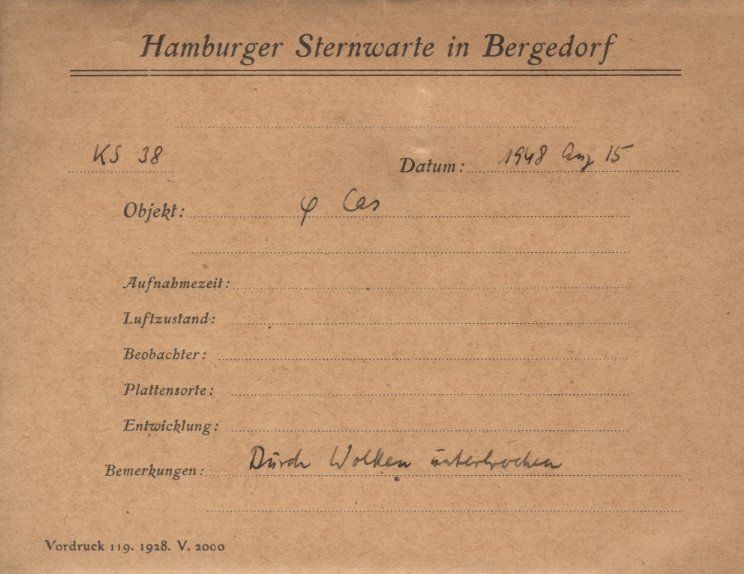 Hamburger Sternwarte in Bergedorf
KS 38 Datum: 1948 Aug 15
Objekt: φ Cas
Aufnahmezeit:
Luftzustand:
Beobachter:
Plattensorte:
Entwicklung:
Bemerkungen: Durch Wolken unterbrochen
Vordruck 119. 1928. V. 2000